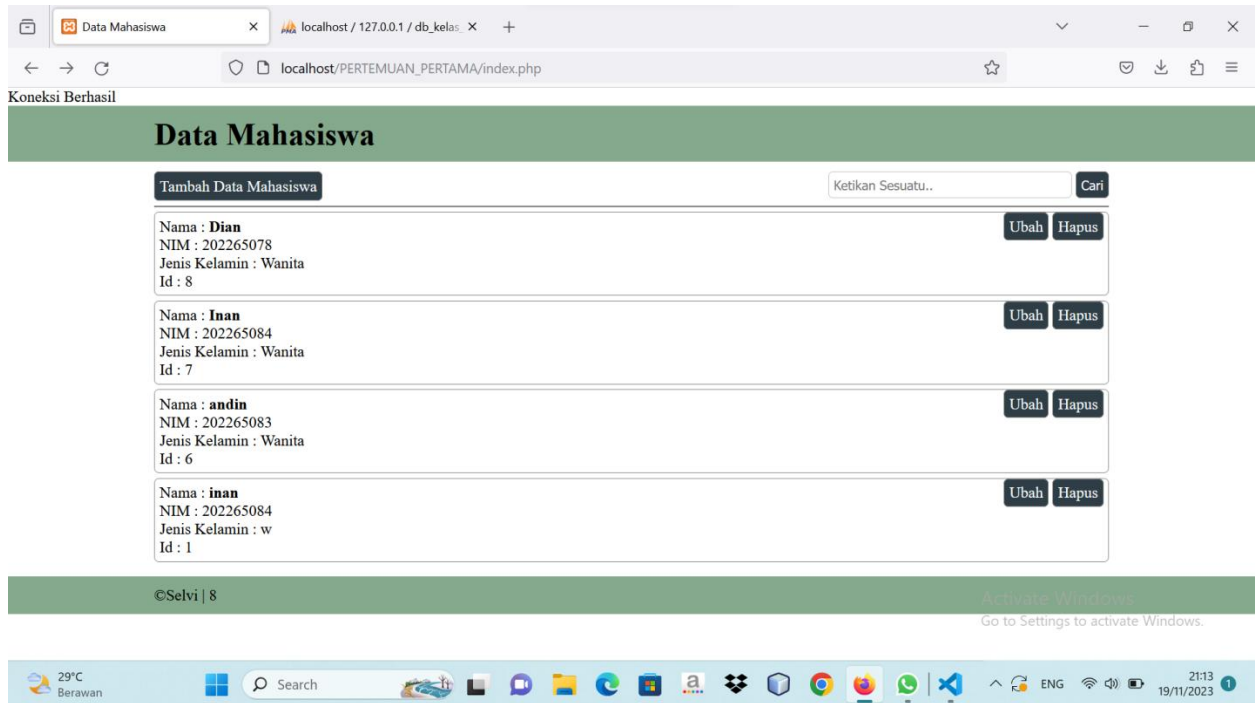 Data Mahasiswa
localhost / 127.0.0.1 / db_kelas_
localhost/PERTEMUAN_PERTAMA/index.php
Koneksi Berhasil
Data Mahasiswa
Tambah Data Mahasiswa
Ketikan Sesuatu..
Cari
Nama : Dian
NIM : 202265078
Jenis Kelamin : Wanita
Id : 8
Ubah Hapus
Nama : Inan
NIM : 202265084
Jenis Kelamin : Wanita
Id : 7
Ubah Hapus
Nama : andin
NIM : 202265083
Jenis Kelamin : Wanita
Id : 6
Ubah Hapus
Nama : inan
NIM : 202265084
Jenis Kelamin : w
Id : 1
Ubah Hapus
©Selvi | 8
Activate Windows
Go to Settings to activate Windows.
29°C
Berawan
Search
a
ENG
21:13
19/11/2023
1